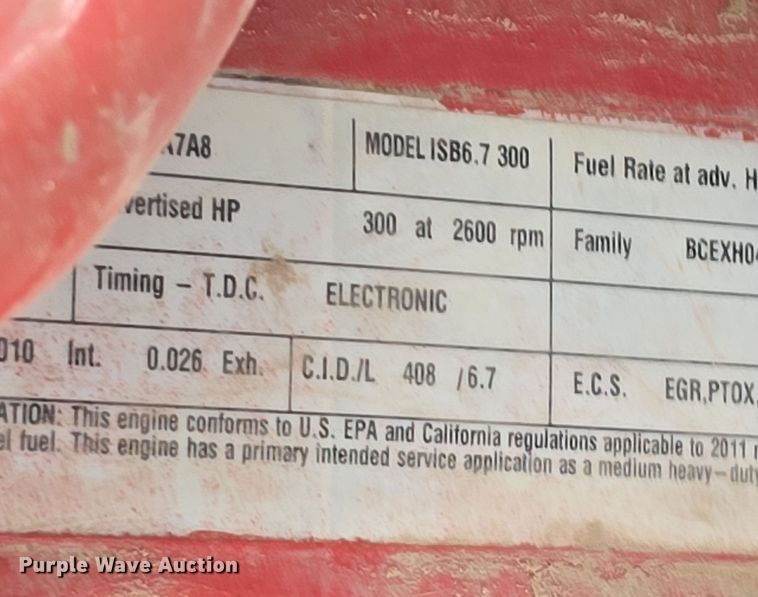 A7A8 MODEL ISB6.7 300 Fuel Rate at adv. H
vertised HP 300 at 2600 rpm Family BCEXH04
Timing – T.D.C. ELECTRONIC
010 Int. 0.026 Exh. C.I.D./L 408 /6.7 E.C.S. EGR,PTOX,
ATION: This engine conforms to U.S. EPA and California regulations applicable to 2011 m
el fuel. This engine has a primary intended service application as a medium heavy–duty
Purple Wave Auction